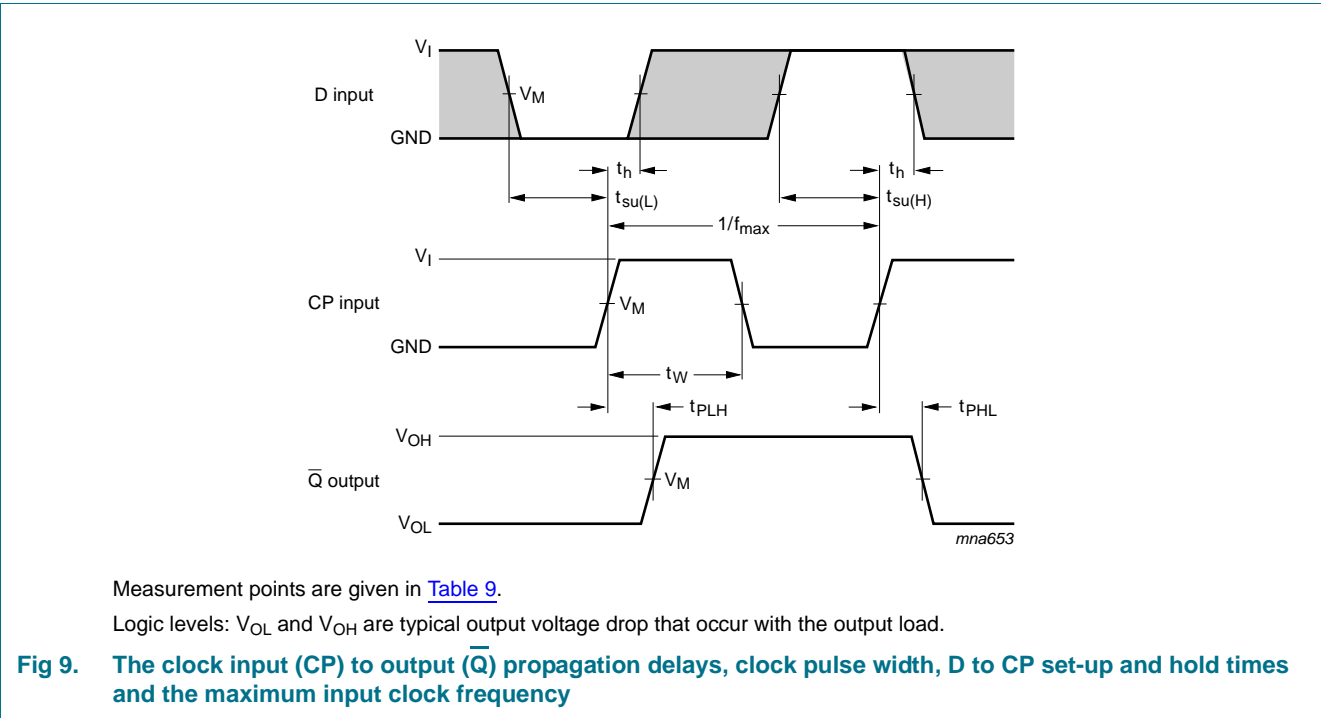 V_I
D input
V_M
GND
t_h
t_h
t_su(L)
t_su(H)
1/f_max
V_I
CP input
V_M
GND
t_W
t_PLH
t_PHL
V_OH
Q̅ output
V_M
V_OL
mna653
Measurement points are given in Table 9.
Logic levels: V_OL and V_OH are typical output voltage drop that occur with the output load.
Fig 9. The clock input (CP) to output (Q̅) propagation delays, clock pulse width, D to CP set-up and hold times
and the maximum input clock frequency